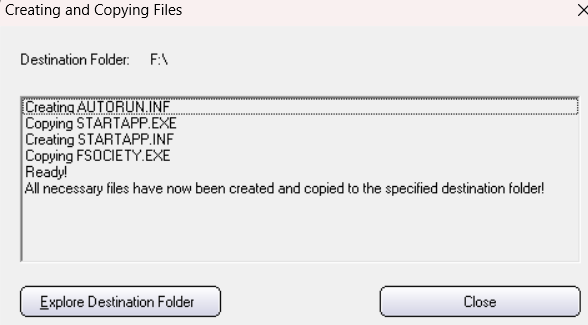 Creating and Copying Files
Destination Folder: F:\
Creating AUTORUN.INF
Copying STARTAPP.EXE
Creating STARTAPP.INF
Copying FSOCIETY.EXE
Ready!
All necessary files have now been created and copied to the specified destination folder!
Explore Destination Folder
Close